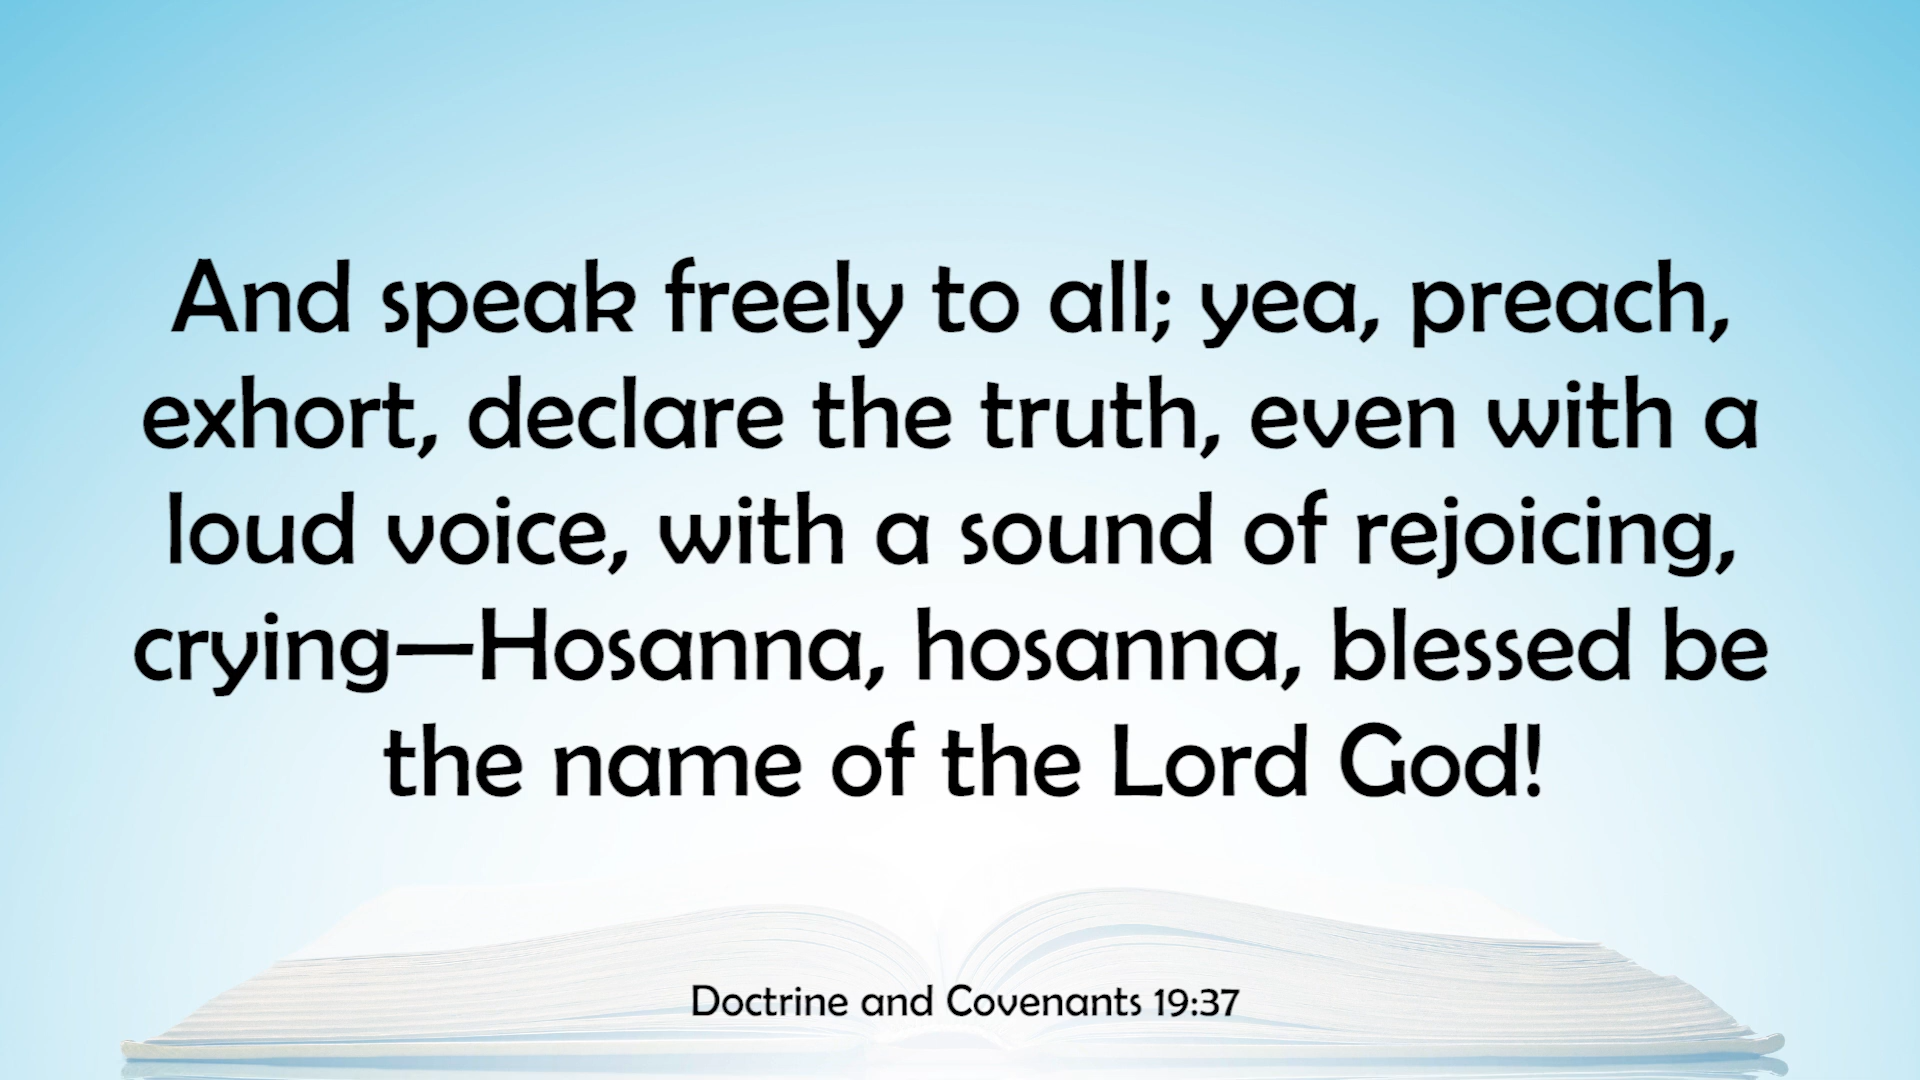 And speak freely to all; yea, preach,
exhort, declare the truth, even with a
loud voice, with a sound of rejoicing,
crying—Hosanna, hosanna, blessed be
the name of the Lord God!
Doctrine and Covenants 19:37